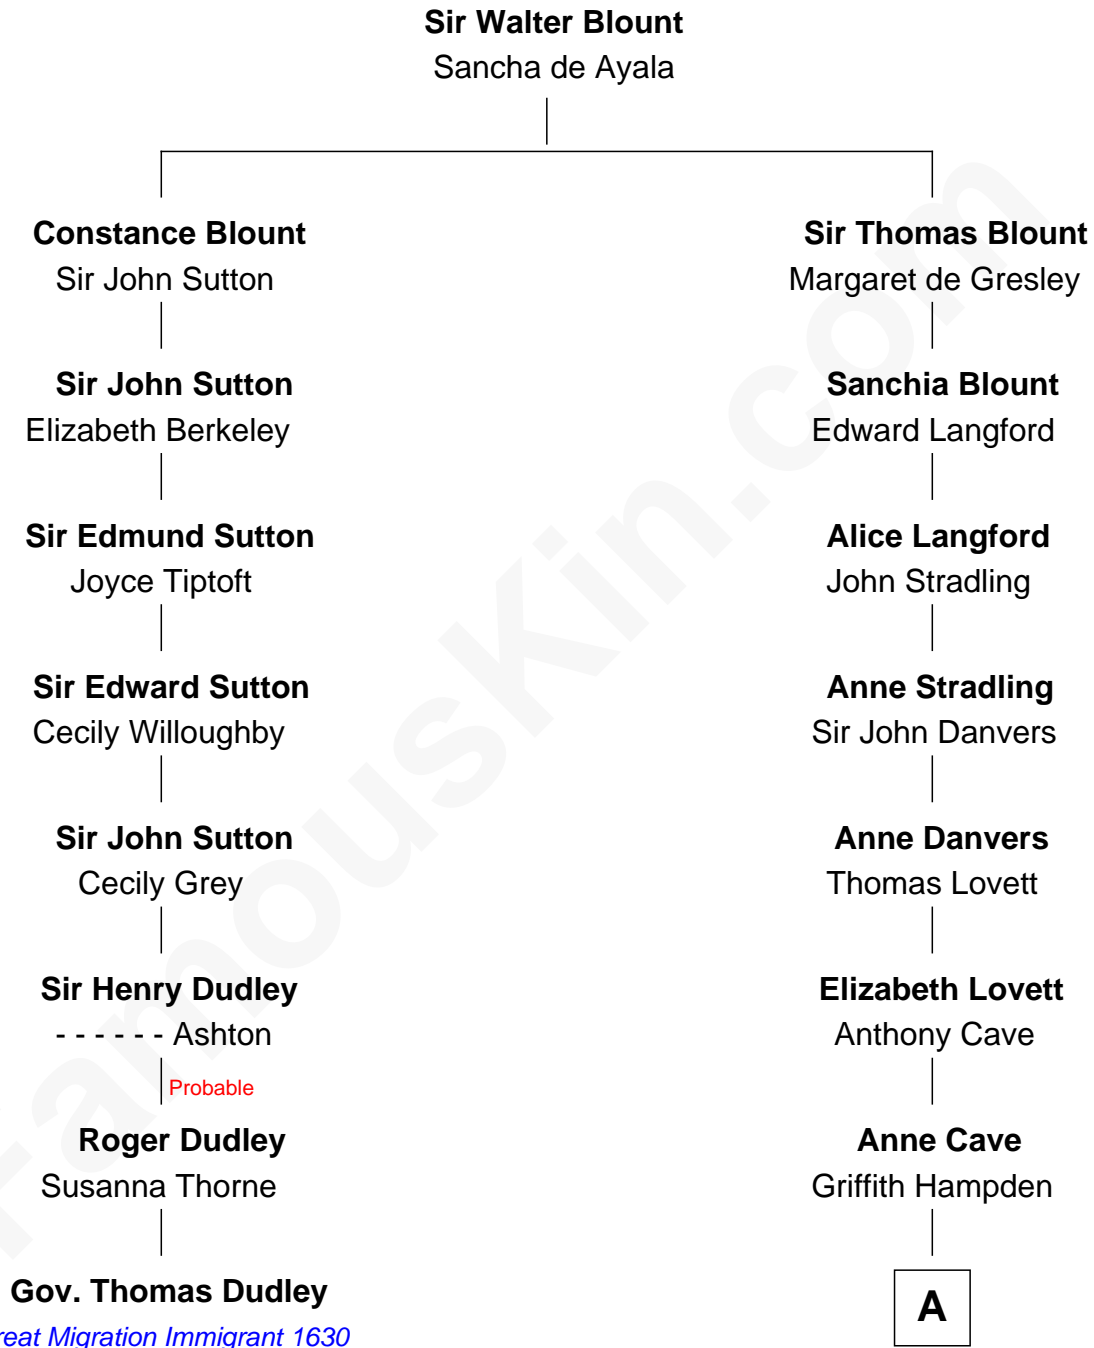 Sir Walter Blount
Sancha de Ayala
Constance Blount
Sir John Sutton
Sir Thomas Blount
Margaret de Gresley
Sir John Sutton
Elizabeth Berkeley
Sanchia Blount
Edward Langford
Sir Edmund Sutton
Joyce Tiptoft
Alice Langford
John Stradling
Sir Edward Sutton
Cecily Willoughby
Anne Stradling
Sir John Danvers
Sir John Sutton
Cecily Grey
Anne Danvers
Thomas Lovett
Sir Henry Dudley
- - - - - - Ashton
Elizabeth Lovett
Anthony Cave
Probable
Roger Dudley
Susanna Thorne
Anne Cave
Griffith Hampden
Gov. Thomas Dudley
reat Migration Immigrant 1630
A
FamousKin.com